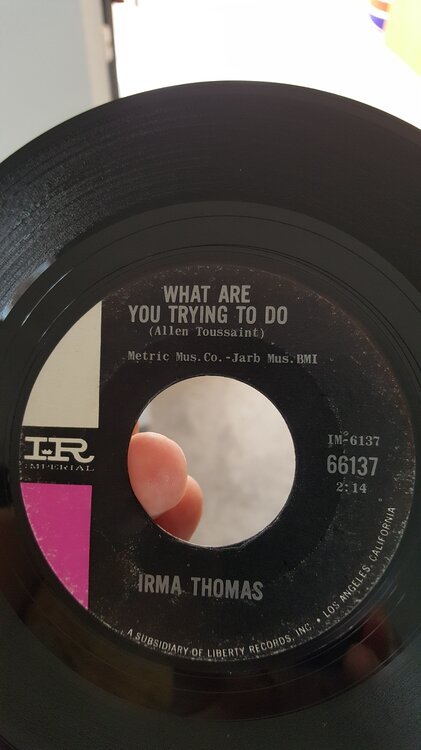 WHAT ARE
YOU TRYING TO DO
(Allen Toussaint)
Metric Mus. Co. -Jarb Mus. BMI
IR
IMPERIAL
IM-6137
66137
2:14
IRMA THOMAS
A SUBSIDIARY OF LIBERTY RECORDS, INC. • LOS ANGELES, CALIFORNIA